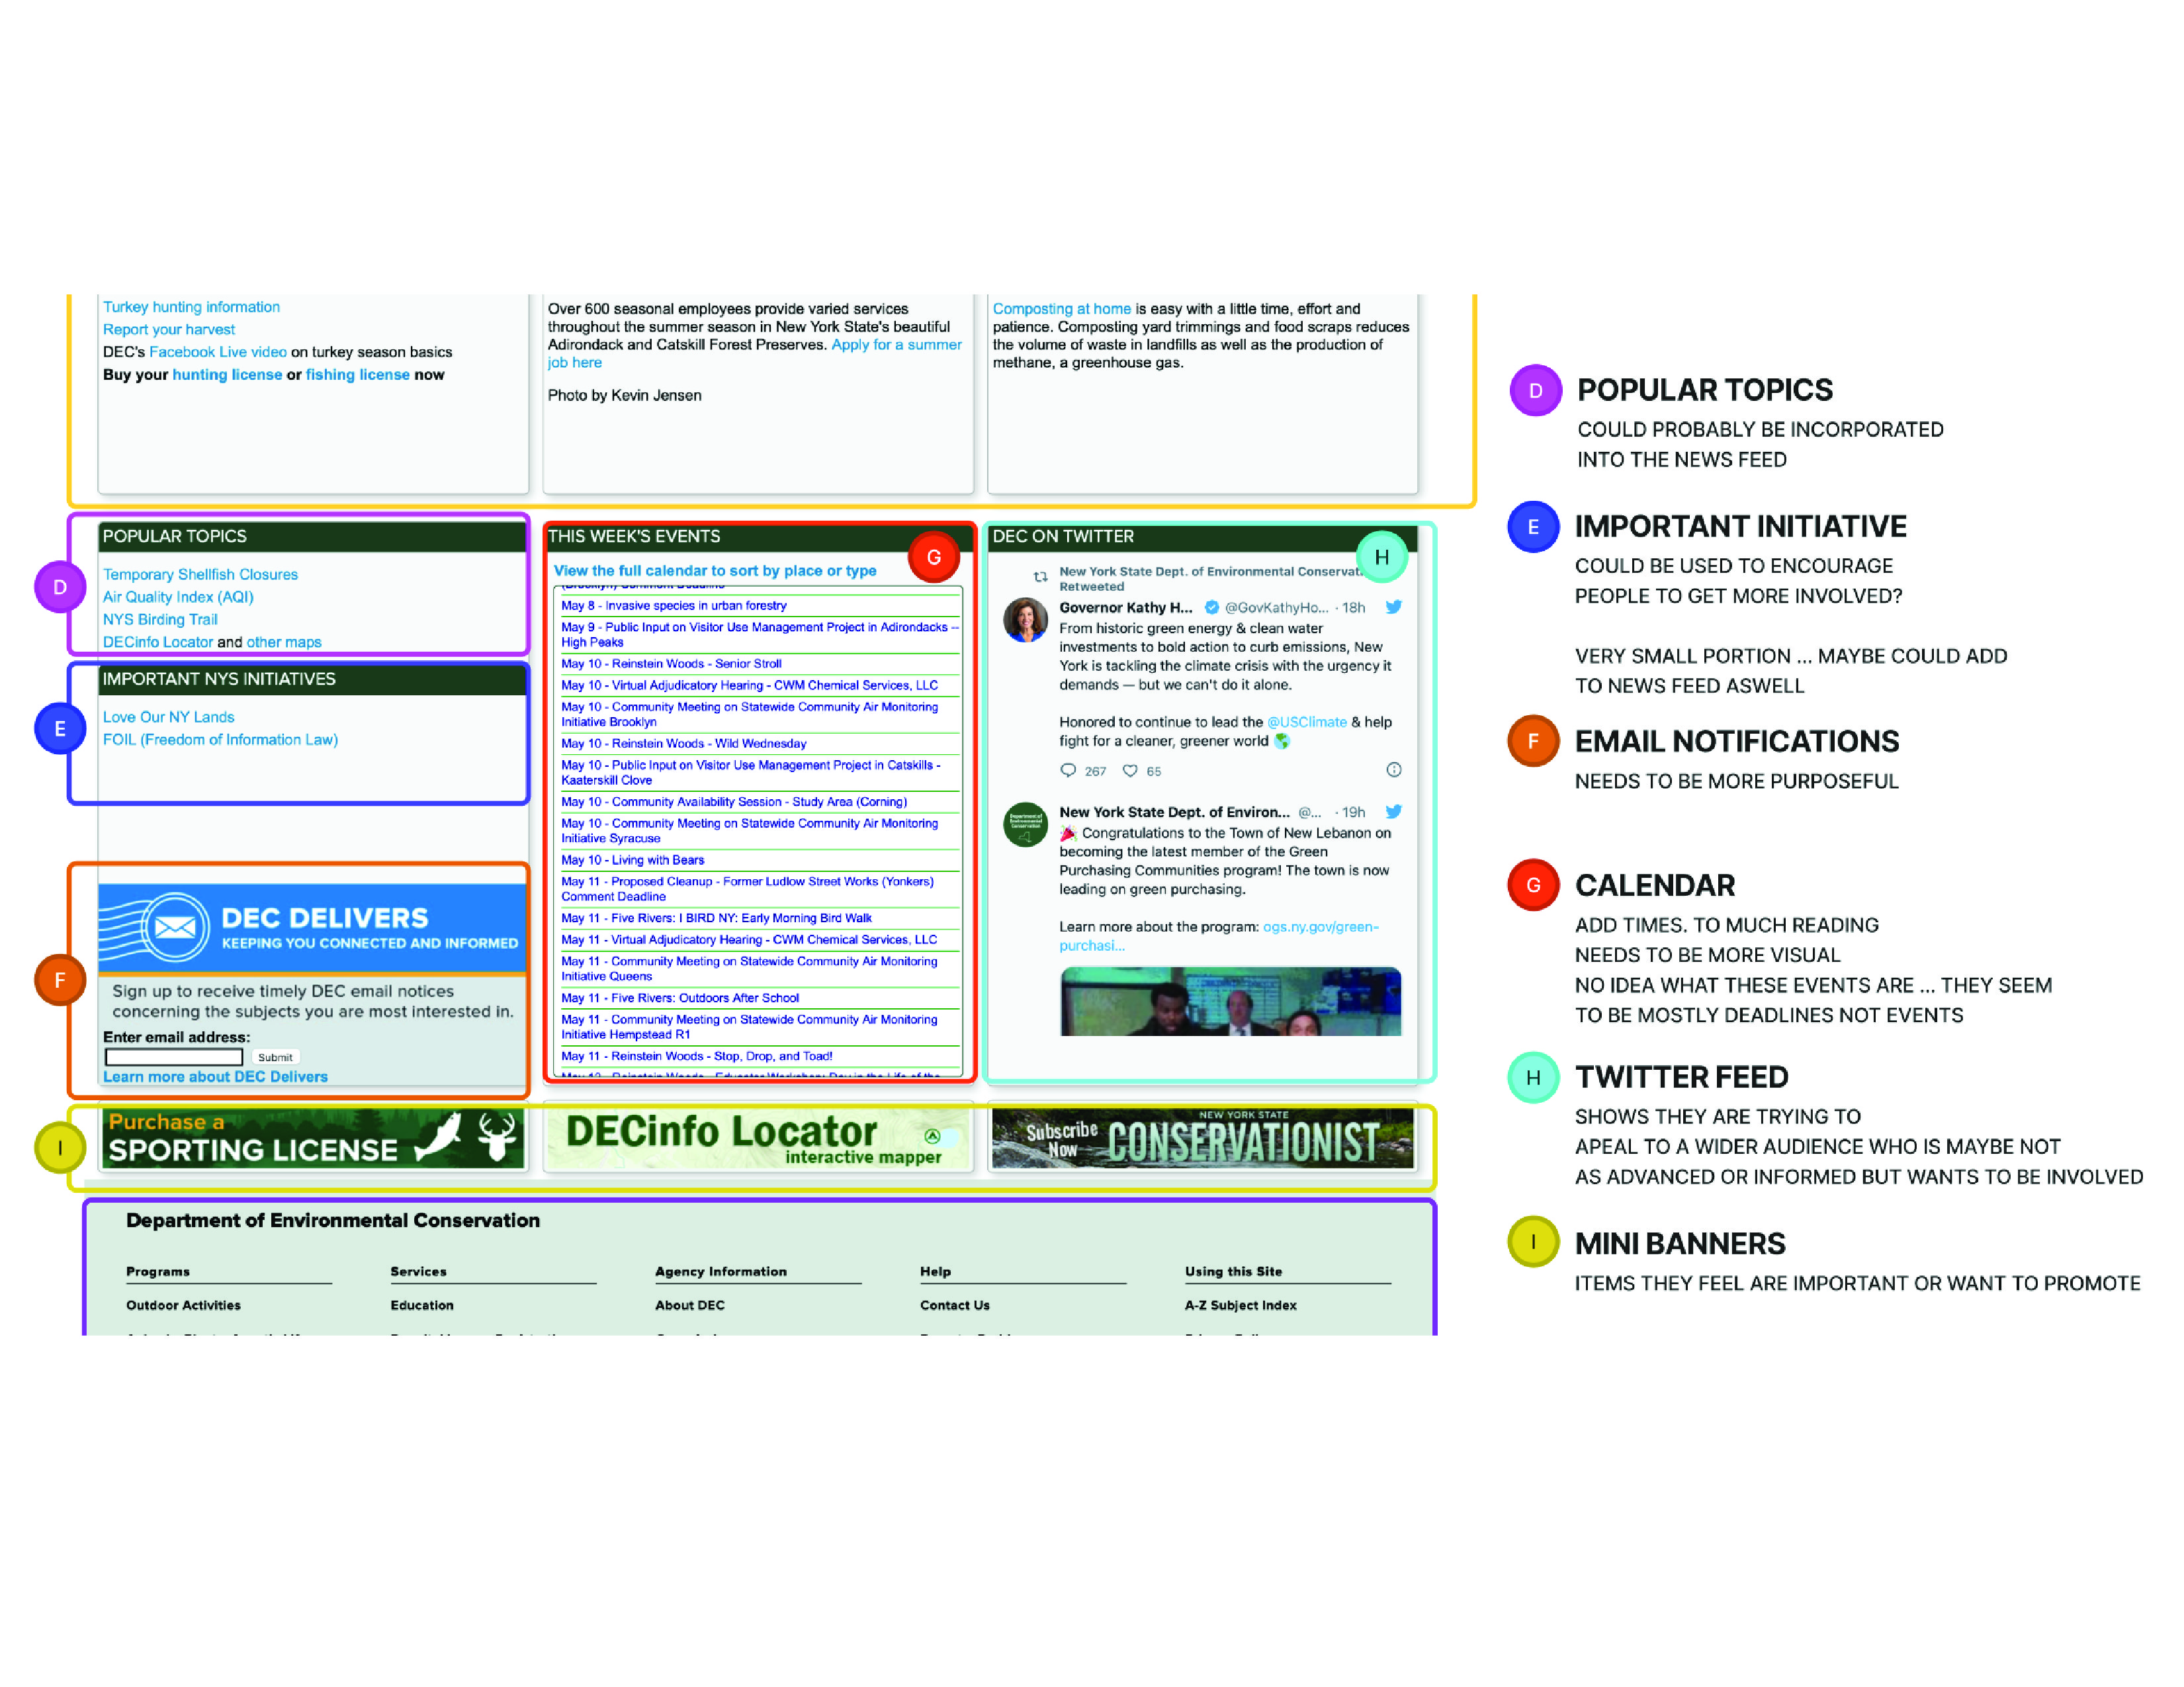 Turkey hunting information
Report your harvest
DEC's Facebook Live video on turkey season basics
Buy your hunting license or fishing license now
Over 600 seasonal employees provide varied services
throughout the summer season in New York State's beautiful
Adirondack and Catskill Forest Preserves. Apply for a summer
job here
Photo by Kevin Jensen
Composting at home is easy with a little time, effort and
patience. Composting yard trimmings and food scraps reduces
the volume of waste in landfills as well as the production of
methane, a greenhouse gas.
D
POPULAR TOPICS
Temporary Shellfish Closures
Air Quality Index (AQI)
NYS Birding Trail
DECinfo Locator and other maps
E
IMPORTANT NYS INITIATIVES
Love Our NY Lands
FOIL (Freedom of Information Law)
F
DEC DELIVERS
KEEPING YOU CONNECTED AND INFORMED
Sign up to receive timely DEC email notices
concerning the subjects you are most interested in.
Enter email address:
Submit
Learn more about DEC Delivers
THIS WEEK'S EVENTS
G
View the full calendar to sort by place or type
(Brooklyn) Comment Deadline
May 8 - Invasive species in urban forestry
May 9 - Public Input on Visitor Use Management Project in Adirondacks --
High Peaks
May 10 - Reinstein Woods - Senior Stroll
May 10 - Virtual Adjudicatory Hearing - CWM Chemical Services, LLC
May 10 - Community Meeting on Statewide Community Air Monitoring
Initiative Brooklyn
May 10 - Reinstein Woods - Wild Wednesday
May 10 - Public Input on Visitor Use Management Project in Catskills -
Kaaterskill Clove
May 10 - Community Availability Session - Study Area (Corning)
May 10 - Community Meeting on Statewide Community Air Monitoring
Initiative Syracuse
May 10 - Living with Bears
May 11 - Proposed Cleanup - Former Ludlow Street Works (Yonkers)
Comment Deadline
May 11 - Five Rivers: I BIRD NY: Early Morning Bird Walk
May 11 - Virtual Adjudicatory Hearing - CWM Chemical Services, LLC
May 11 - Community Meeting on Statewide Community Air Monitoring
Initiative Queens
May 11 - Five Rivers: Outdoors After School
May 11 - Community Meeting on Statewide Community Air Monitoring
Initiative Hempstead R1
May 11 - Reinstein Woods - Stop, Drop, and Toad!
May 12 - Reinstein Woods - Educator Workshop: Day in the Life of the
DEC ON TWITTER
H
New York State Dept. of Environmental Conservat
Retweeted
Governor Kathy H... @GovKathyHo... · 18h
From historic green energy & clean water
investments to bold action to curb emissions, New
York is tackling the climate crisis with the urgency it
demands — but we can't do it alone.
Honored to continue to lead the @USClimate & help
fight for a cleaner, greener world
267 65
New York State Dept. of Environ... @... · 19h
Congratulations to the Town of New Lebanon on
becoming the latest member of the Green
Purchasing Communities program! The town is now
leading on green purchasing.
Learn more about the program: ogs.ny.gov/green-
purchasi...
I
Purchase a
SPORTING LICENSE
DECinfo Locator
interactive mapper
NEW YORK STATE
Subscribe
Now
CONSERVATIONIST
Department of Environmental Conservation
Programs
Outdoor Activities
Services
Education
Agency Information
About DEC
Help
Contact Us
Using this Site
A-Z Subject Index
D
POPULAR TOPICS
COULD PROBABLY BE INCORPORATED
INTO THE NEWS FEED
E
IMPORTANT INITIATIVE
COULD BE USED TO ENCOURAGE
PEOPLE TO GET MORE INVOLVED?
VERY SMALL PORTION ... MAYBE COULD ADD
TO NEWS FEED ASWELL
F
EMAIL NOTIFICATIONS
NEEDS TO BE MORE PURPOSEFUL
G
CALENDAR
ADD TIMES. TO MUCH READING
NEEDS TO BE MORE VISUAL
NO IDEA WHAT THESE EVENTS ARE ... THEY SEEM
TO BE MOSTLY DEADLINES NOT EVENTS
H
TWITTER FEED
SHOWS THEY ARE TRYING TO
APEAL TO A WIDER AUDIENCE WHO IS MAYBE NOT
AS ADVANCED OR INFORMED BUT WANTS TO BE INVOLVED
I
MINI BANNERS
ITEMS THEY FEEL ARE IMPORTANT OR WANT TO PROMOTE